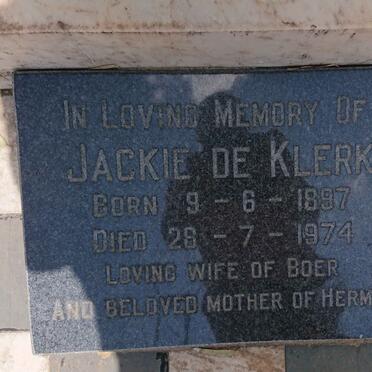 IN LOVING MEMORY OF
JACKIE DE KLERK
BORN 9 - 6 - 1897
DIED 28 - 7 - 1974
LOVING WIFE OF BOER
AND BELOVED MOTHER OF HERM